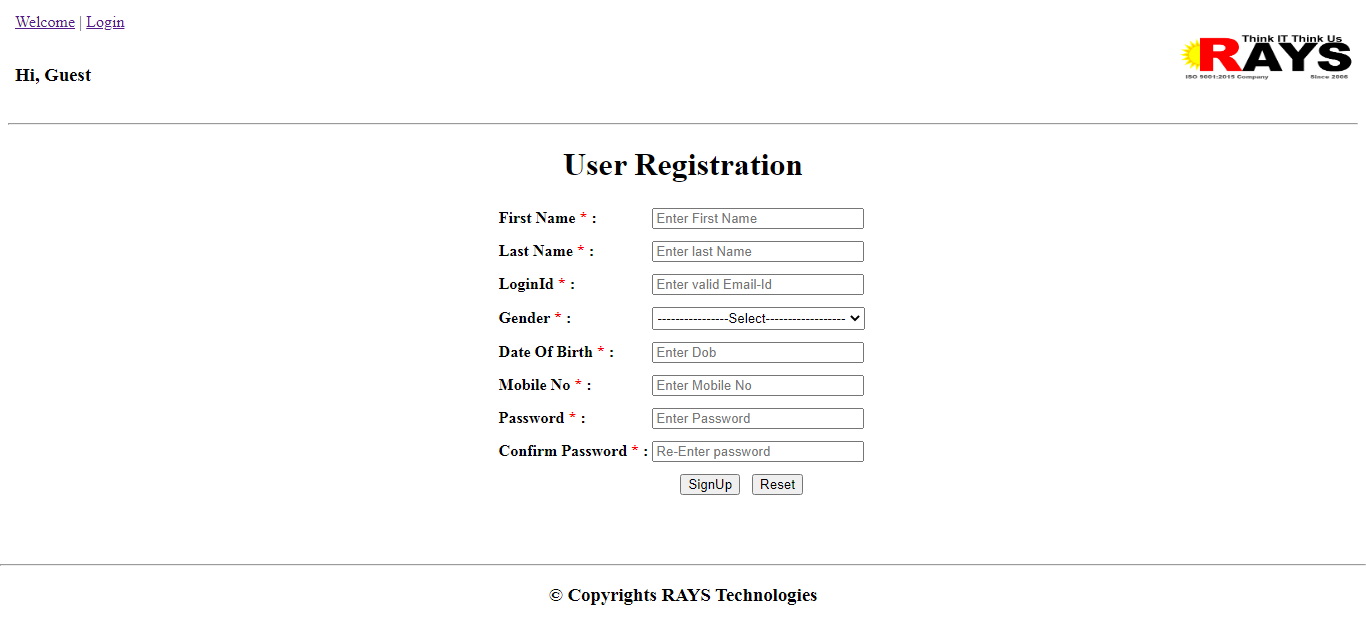 Welcome | Login
Think IT Think Us
RAYS
ISO 9001:2015 Company Since 2006
Hi, Guest
User Registration
First Name * : Enter First Name
Last Name * : Enter last Name
LoginId * : Enter valid Email-Id
Gender * : ----------------Select------------------
Date Of Birth * : Enter Dob
Mobile No * : Enter Mobile No
Password * : Enter Password
Confirm Password * : Re-Enter password
SignUp Reset
© Copyrights RAYS Technologies